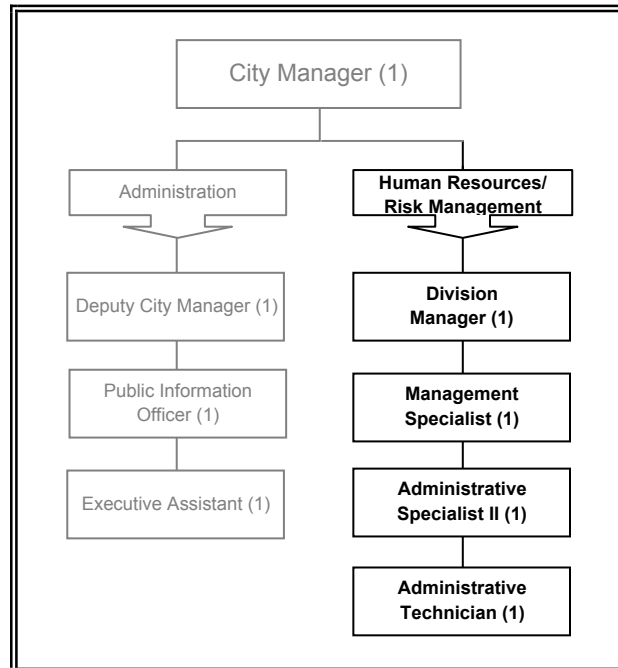 City Manager (1)
Administration
Human Resources/
Risk Management
Deputy City Manager (1)
Division
Manager (1)
Public Information
Officer (1)
Management
Specialist (1)
Executive Assistant (1)
Administrative
Specialist II (1)
Administrative
Technician (1)